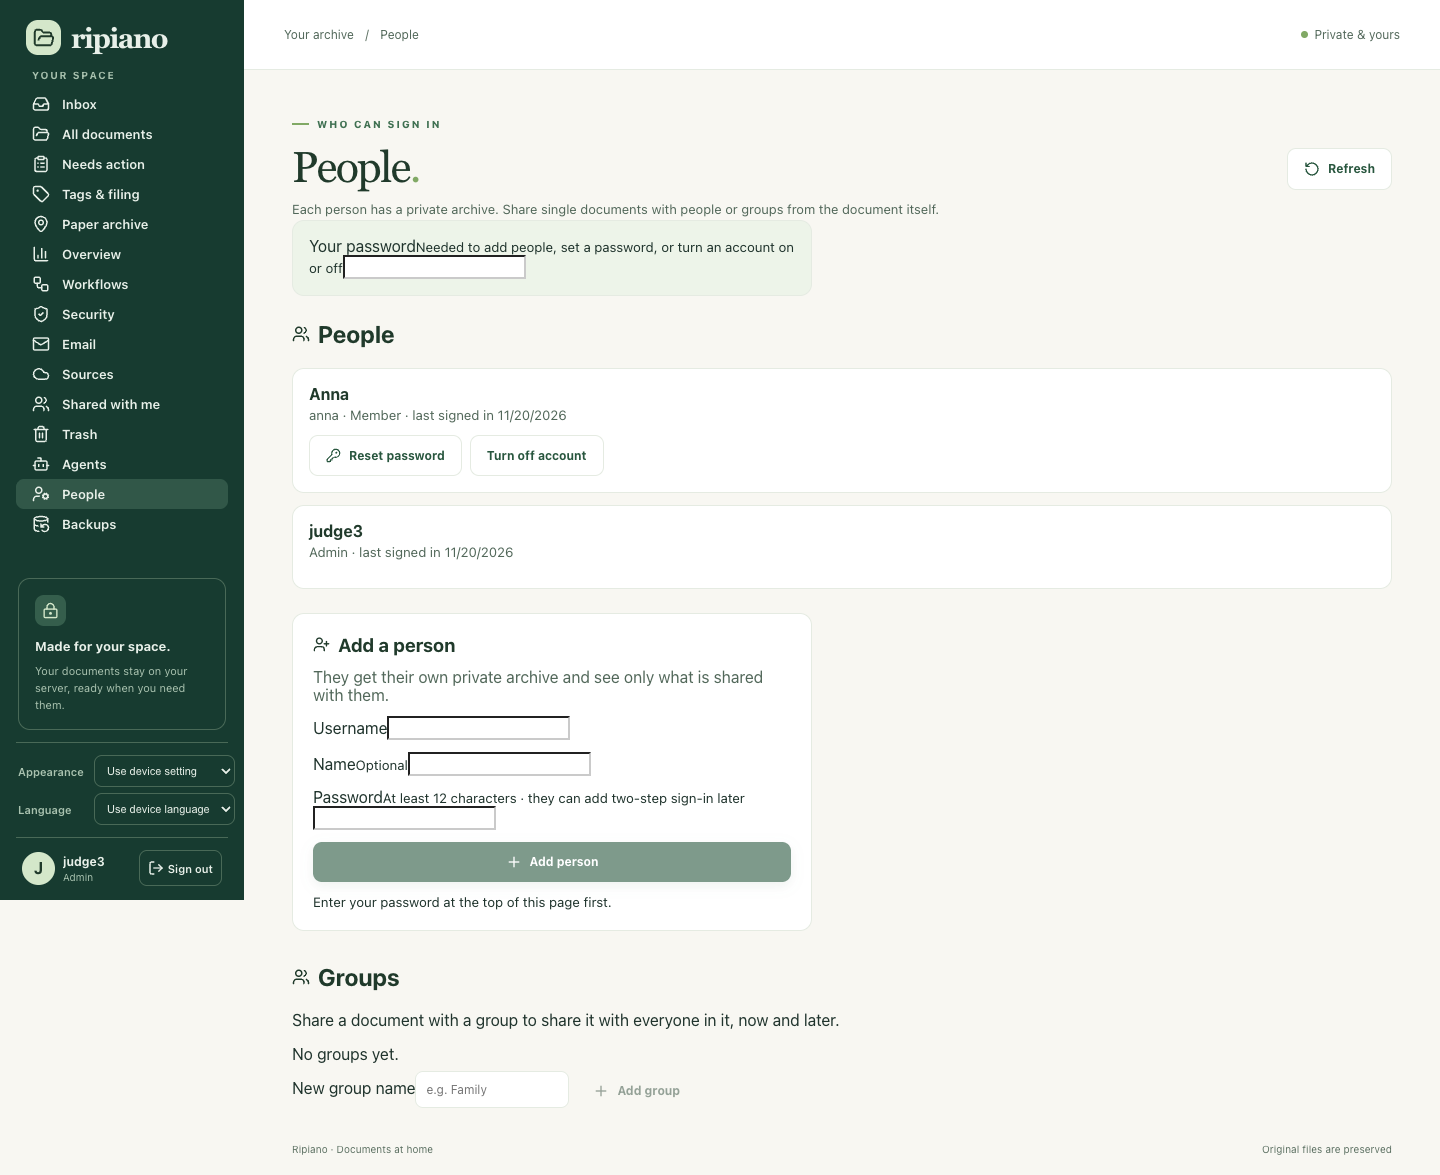 ripiano
YOUR SPACE
Inbox
All documents
Needs action
Tags & filing
Paper archive
Overview
Workflows
Security
Email
Sources
Shared with me
Trash
Agents
People
Backups
Made for your space.
Your documents stay on your
server, ready when you need
them.
Appearance Use device setting
Language Use device language
J judge3
Admin
Sign out
Your archive / People
Private & yours
WHO CAN SIGN IN
People.
Refresh
Each person has a private archive. Share single documents with people or groups from the document itself.
Your passwordNeeded to add people, set a password, or turn an account on
or off
People
Anna
anna · Member · last signed in 11/20/2026
Reset password Turn off account
judge3
Admin · last signed in 11/20/2026
Add a person
They get their own private archive and see only what is shared
with them.
Username
NameOptional
PasswordAt least 12 characters · they can add two-step sign-in later
Add person
Enter your password at the top of this page first.
Groups
Share a document with a group to share it with everyone in it, now and later.
No groups yet.
New group name e.g. Family Add group
Ripiano · Documents at home
Original files are preserved